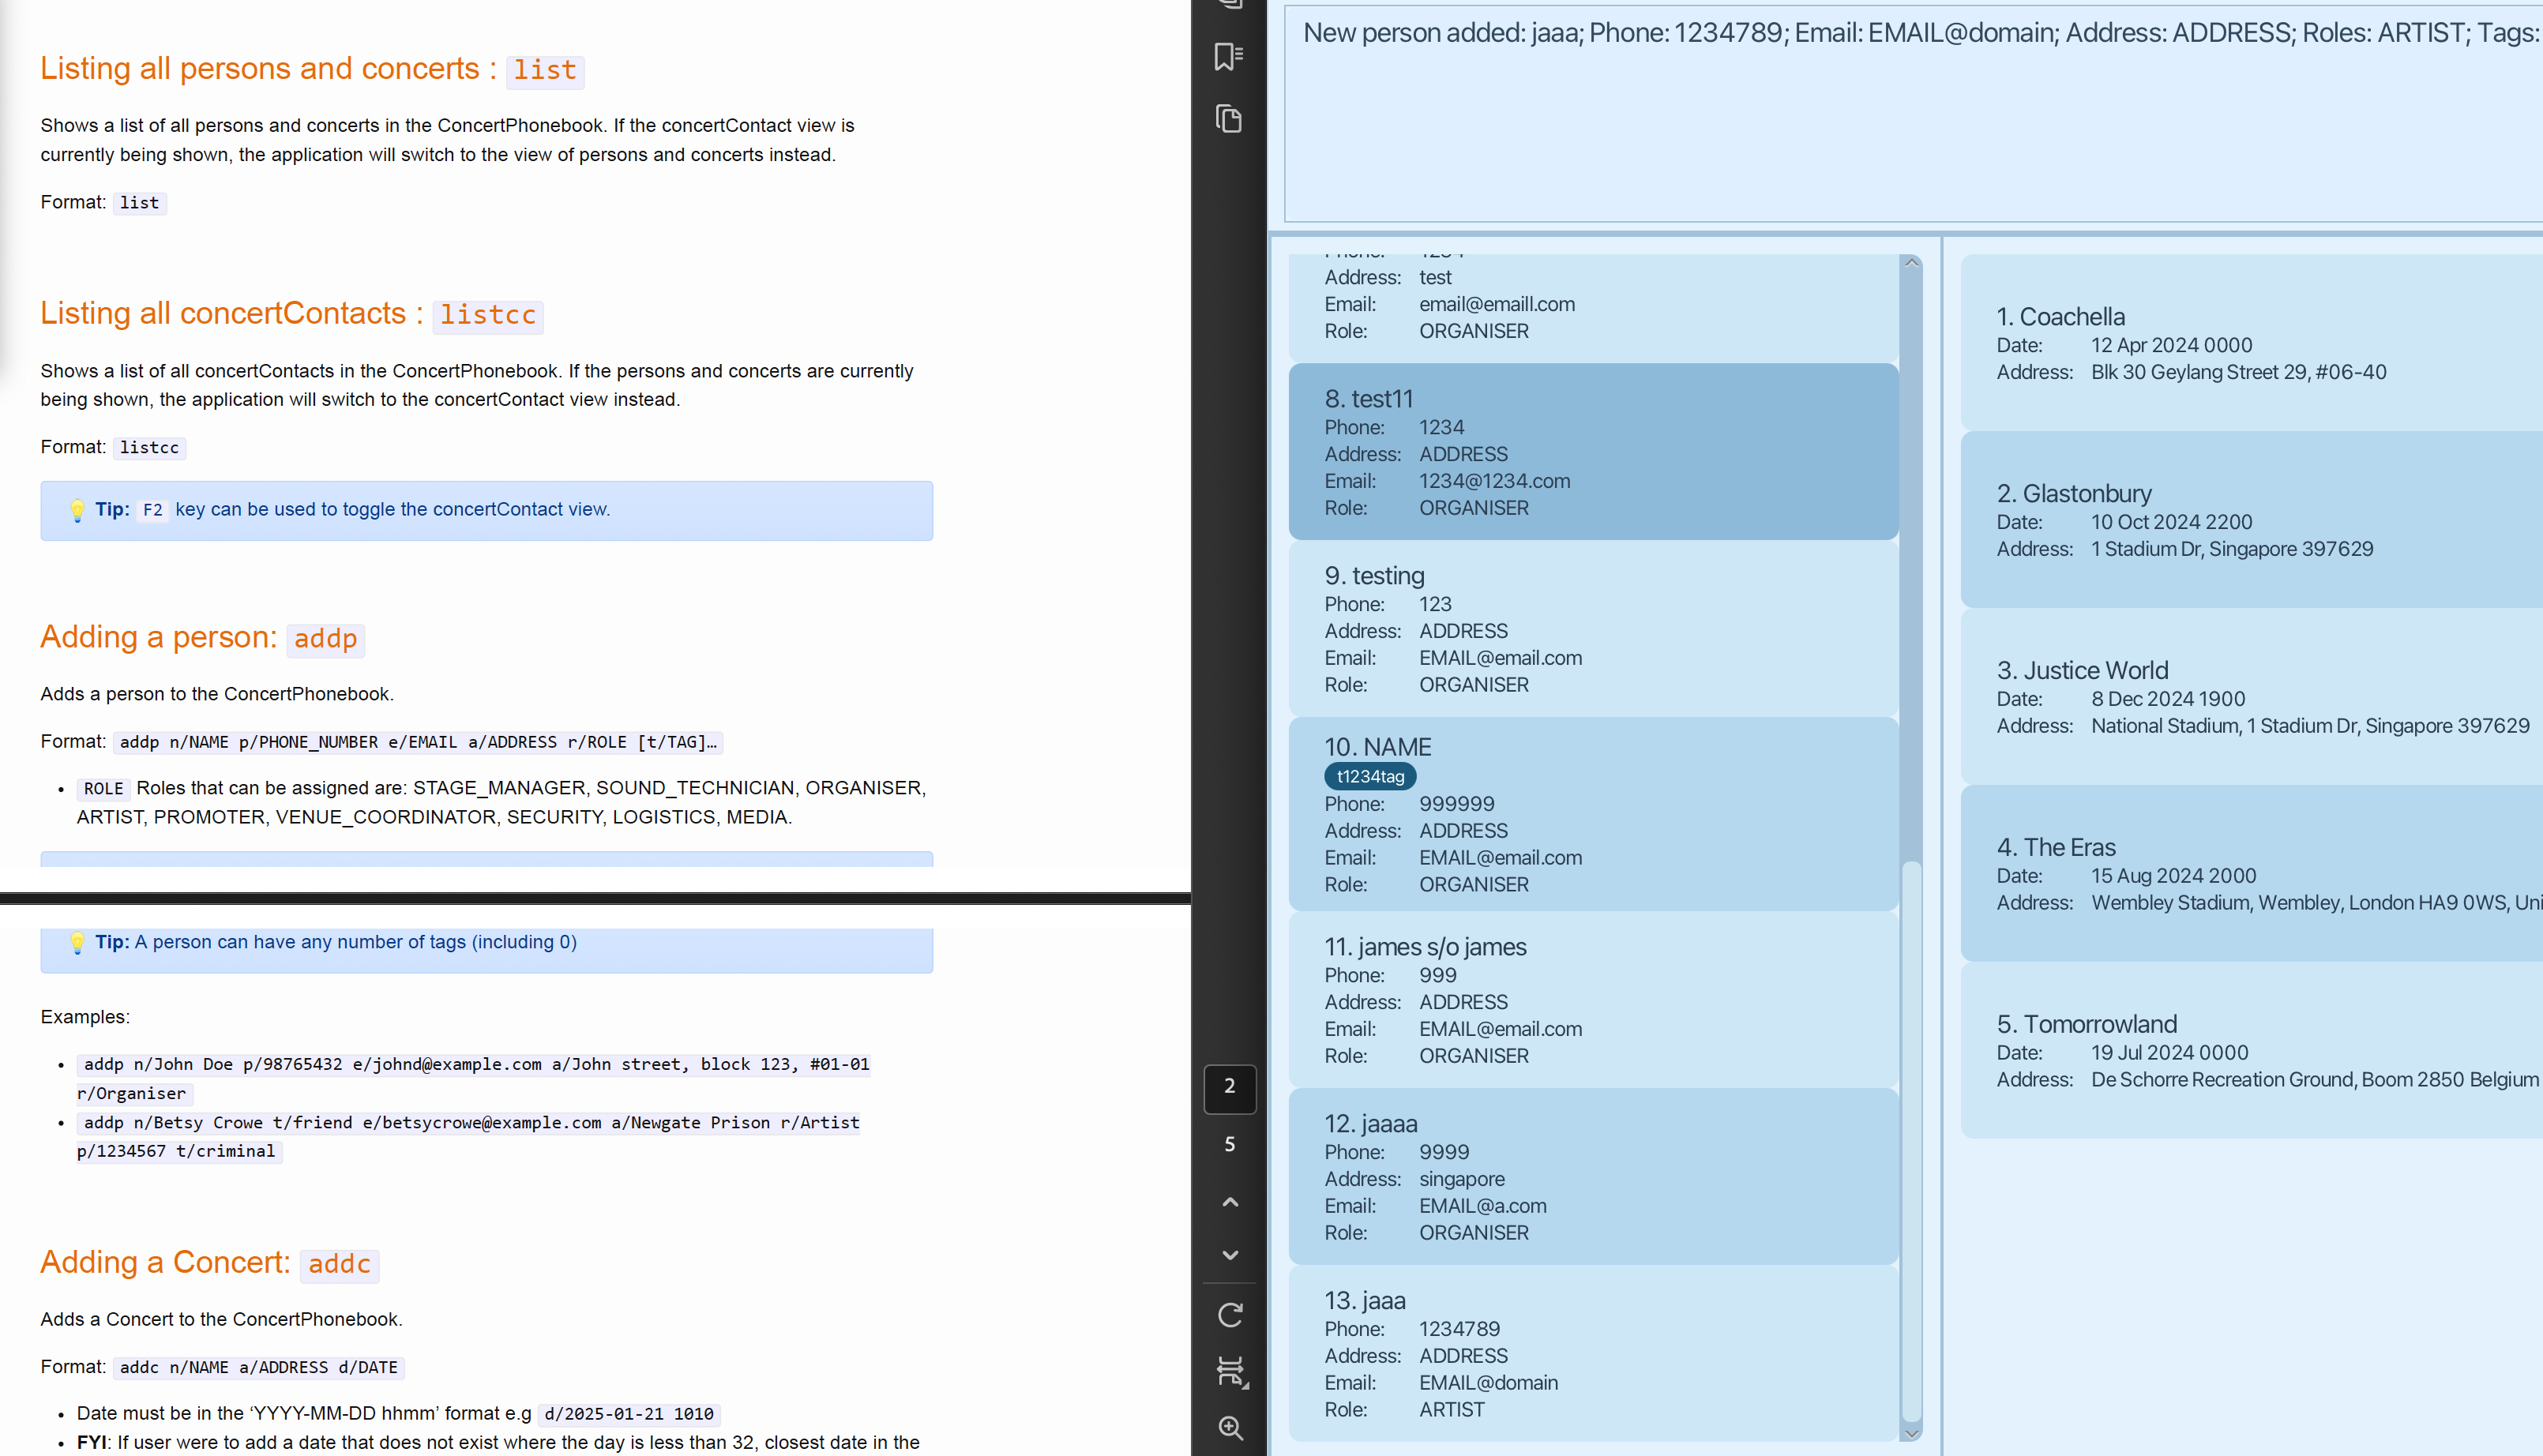 Listing all persons and concerts : list
Shows a list of all persons and concerts in the ConcertPhonebook. If the concertContact view is
currently being shown, the application will switch to the view of persons and concerts instead.
Format: list
Listing all concertContacts : listcc
Shows a list of all concertContacts in the ConcertPhonebook. If the persons and concerts are currently
being shown, the application will switch to the concertContact view instead.
Format: listcc
💡 Tip: F2 key can be used to toggle the concertContact view.
Adding a person: addp
Adds a person to the ConcertPhonebook.
Format: addp n/NAME p/PHONE_NUMBER e/EMAIL a/ADDRESS r/ROLE [t/TAG]…
• ROLE Roles that can be assigned are: STAGE_MANAGER, SOUND_TECHNICIAN, ORGANISER,
ARTIST, PROMOTER, VENUE_COORDINATOR, SECURITY, LOGISTICS, MEDIA.
💡 Tip: A person can have any number of tags (including 0)
Examples:
• addp n/John Doe p/98765432 e/johnd@example.com a/John street, block 123, #01-01
r/Organiser
• addp n/Betsy Crowe t/friend e/betsycrowe@example.com a/Newgate Prison r/Artist
p/1234567 t/criminal
Adding a Concert: addc
Adds a Concert to the ConcertPhonebook.
Format: addc n/NAME a/ADDRESS d/DATE
• Date must be in the ‘YYYY-MM-DD hhmm’ format e.g d/2025-01-21 1010
• FYI: If user were to add a date that does not exist where the day is less than 32, closest date in the
2
5
New person added: jaaa; Phone: 1234789; Email: EMAIL@domain; Address: ADDRESS; Roles: ARTIST; Tags:
Phone: 1234
Address: test
Email: email@emaill.com
Role: ORGANISER
8. test11
Phone: 1234
Address: ADDRESS
Email: 1234@1234.com
Role: ORGANISER
9. testing
Phone: 123
Address: ADDRESS
Email: EMAIL@email.com
Role: ORGANISER
10. NAME
t1234tag
Phone: 999999
Address: ADDRESS
Email: EMAIL@email.com
Role: ORGANISER
11. james s/o james
Phone: 999
Address: ADDRESS
Email: EMAIL@email.com
Role: ORGANISER
12. jaaaa
Phone: 9999
Address: singapore
Email: EMAIL@a.com
Role: ORGANISER
13. jaaa
Phone: 1234789
Address: ADDRESS
Email: EMAIL@domain
Role: ARTIST
1. Coachella
Date: 12 Apr 2024 0000
Address: Blk 30 Geylang Street 29, #06-40
2. Glastonbury
Date: 10 Oct 2024 2200
Address: 1 Stadium Dr, Singapore 397629
3. Justice World
Date: 8 Dec 2024 1900
Address: National Stadium, 1 Stadium Dr, Singapore 397629
4. The Eras
Date: 15 Aug 2024 2000
Address: Wembley Stadium, Wembley, London HA9 0WS, Uni
5. Tomorrowland
Date: 19 Jul 2024 0000
Address: De Schorre Recreation Ground, Boom 2850 Belgium